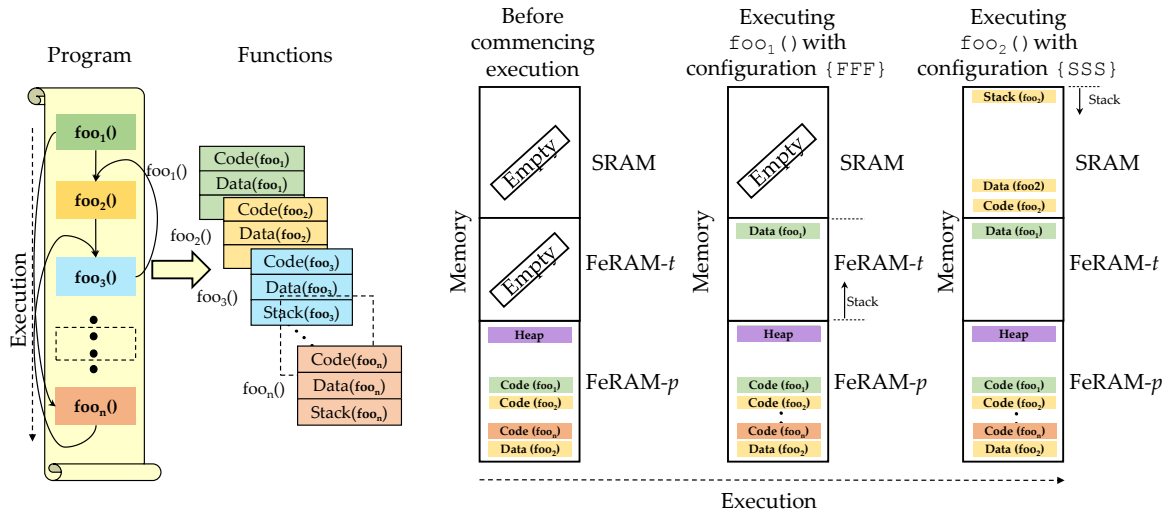 Program
Functions
Execution
foo₁()
foo₂()
foo₃()
fooₙ()
foo₁()
Code(foo₁)
Data(foo₁)
foo₂()
Code(foo₂)
Data(foo₂)
foo₃()
Code(foo₃)
Data(foo₃)
Stack(foo₃)
fooₙ()
Code(fooₙ)
Data(fooₙ)
Stack(fooₙ)
Before
commencing
execution
Memory
Empty
SRAM
Empty
FeRAM-t
Heap
Code (foo₁)
Code (foo₂)
Code (fooₙ)
Data (foo₂)
FeRAM-p
Executing
foo₁() with
configuration {FFF}
Memory
Empty
SRAM
Data (foo₁)
FeRAM-t
Stack
Heap
Code (foo₁)
Code (foo₂)
Code (fooₙ)
Data (foo₂)
FeRAM-p
Executing
foo₂() with
configuration {SSS}
Memory
Stack (foo₂)
Stack
SRAM
Data (foo2)
Code (foo₂)
Data (foo₁)
FeRAM-t
Heap
Code (foo₁)
Code (foo₂)
Code (fooₙ)
Data (foo₂)
FeRAM-p
Execution